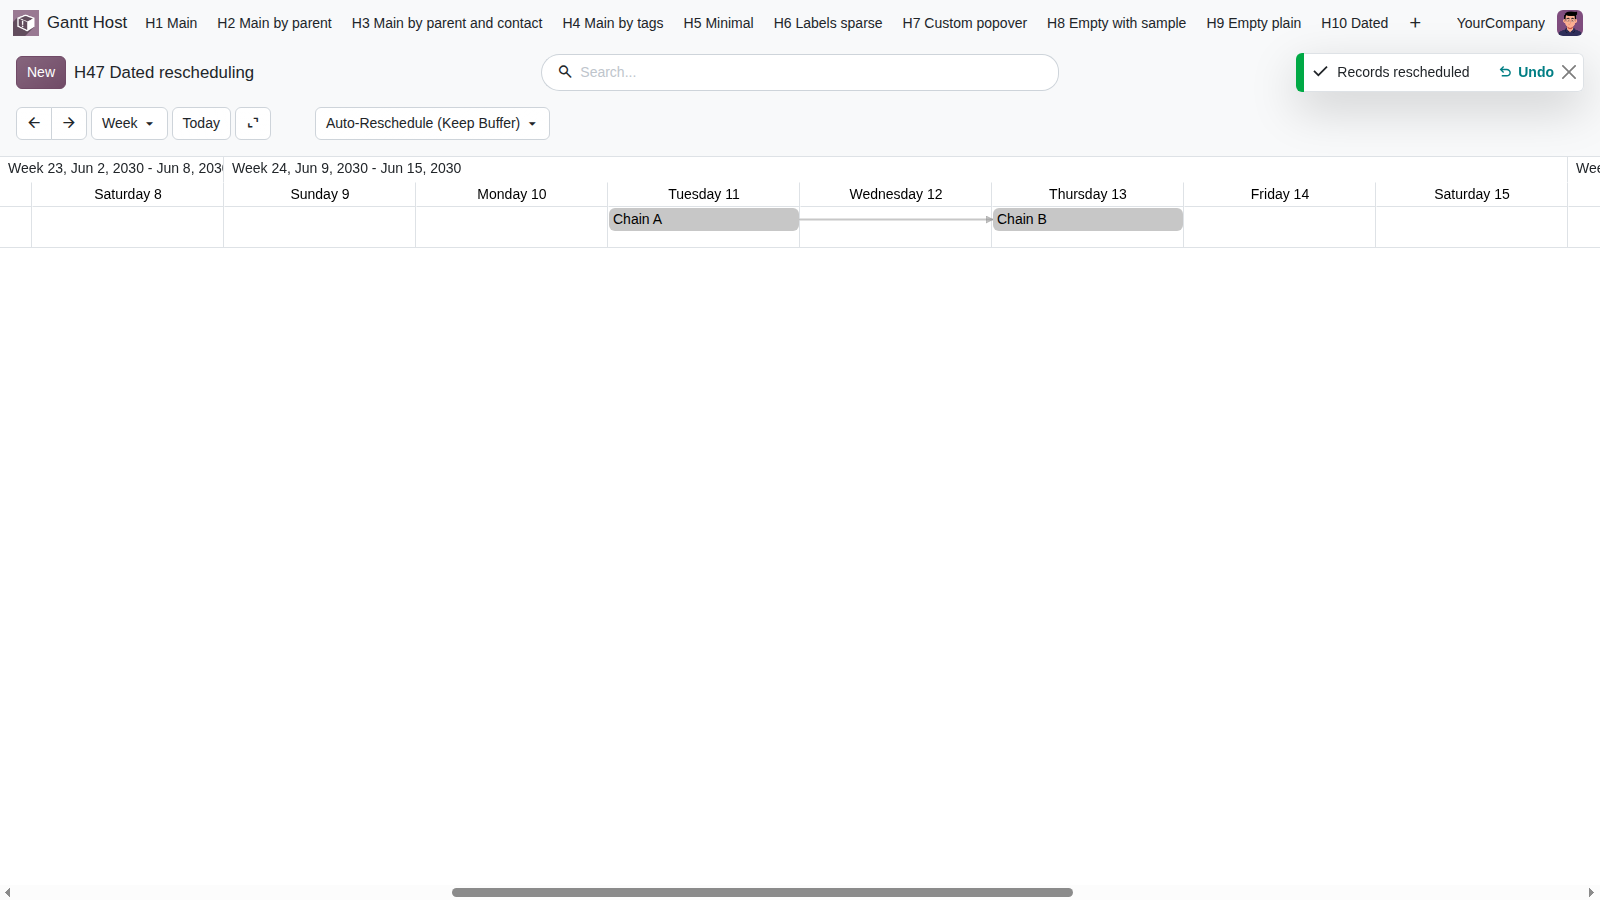 Gantt Host H1 Main H2 Main by parent H3 Main by parent and contact H4 Main by tags H5 Minimal H6 Labels sparse H7 Custom popover H8 Empty with sample H9 Empty plain H10 Dated + YourCompany
New H47 Dated rescheduling Search... Records rescheduled Undo
Week Today Auto-Reschedule (Keep Buffer)
Week 23, Jun 2, 2030 - Jun 8, 203 Week 24, Jun 9, 2030 - Jun 15, 2030 Wee
Saturday 8 Sunday 9 Monday 10 Tuesday 11 Wednesday 12 Thursday 13 Friday 14 Saturday 15
Chain A Chain B